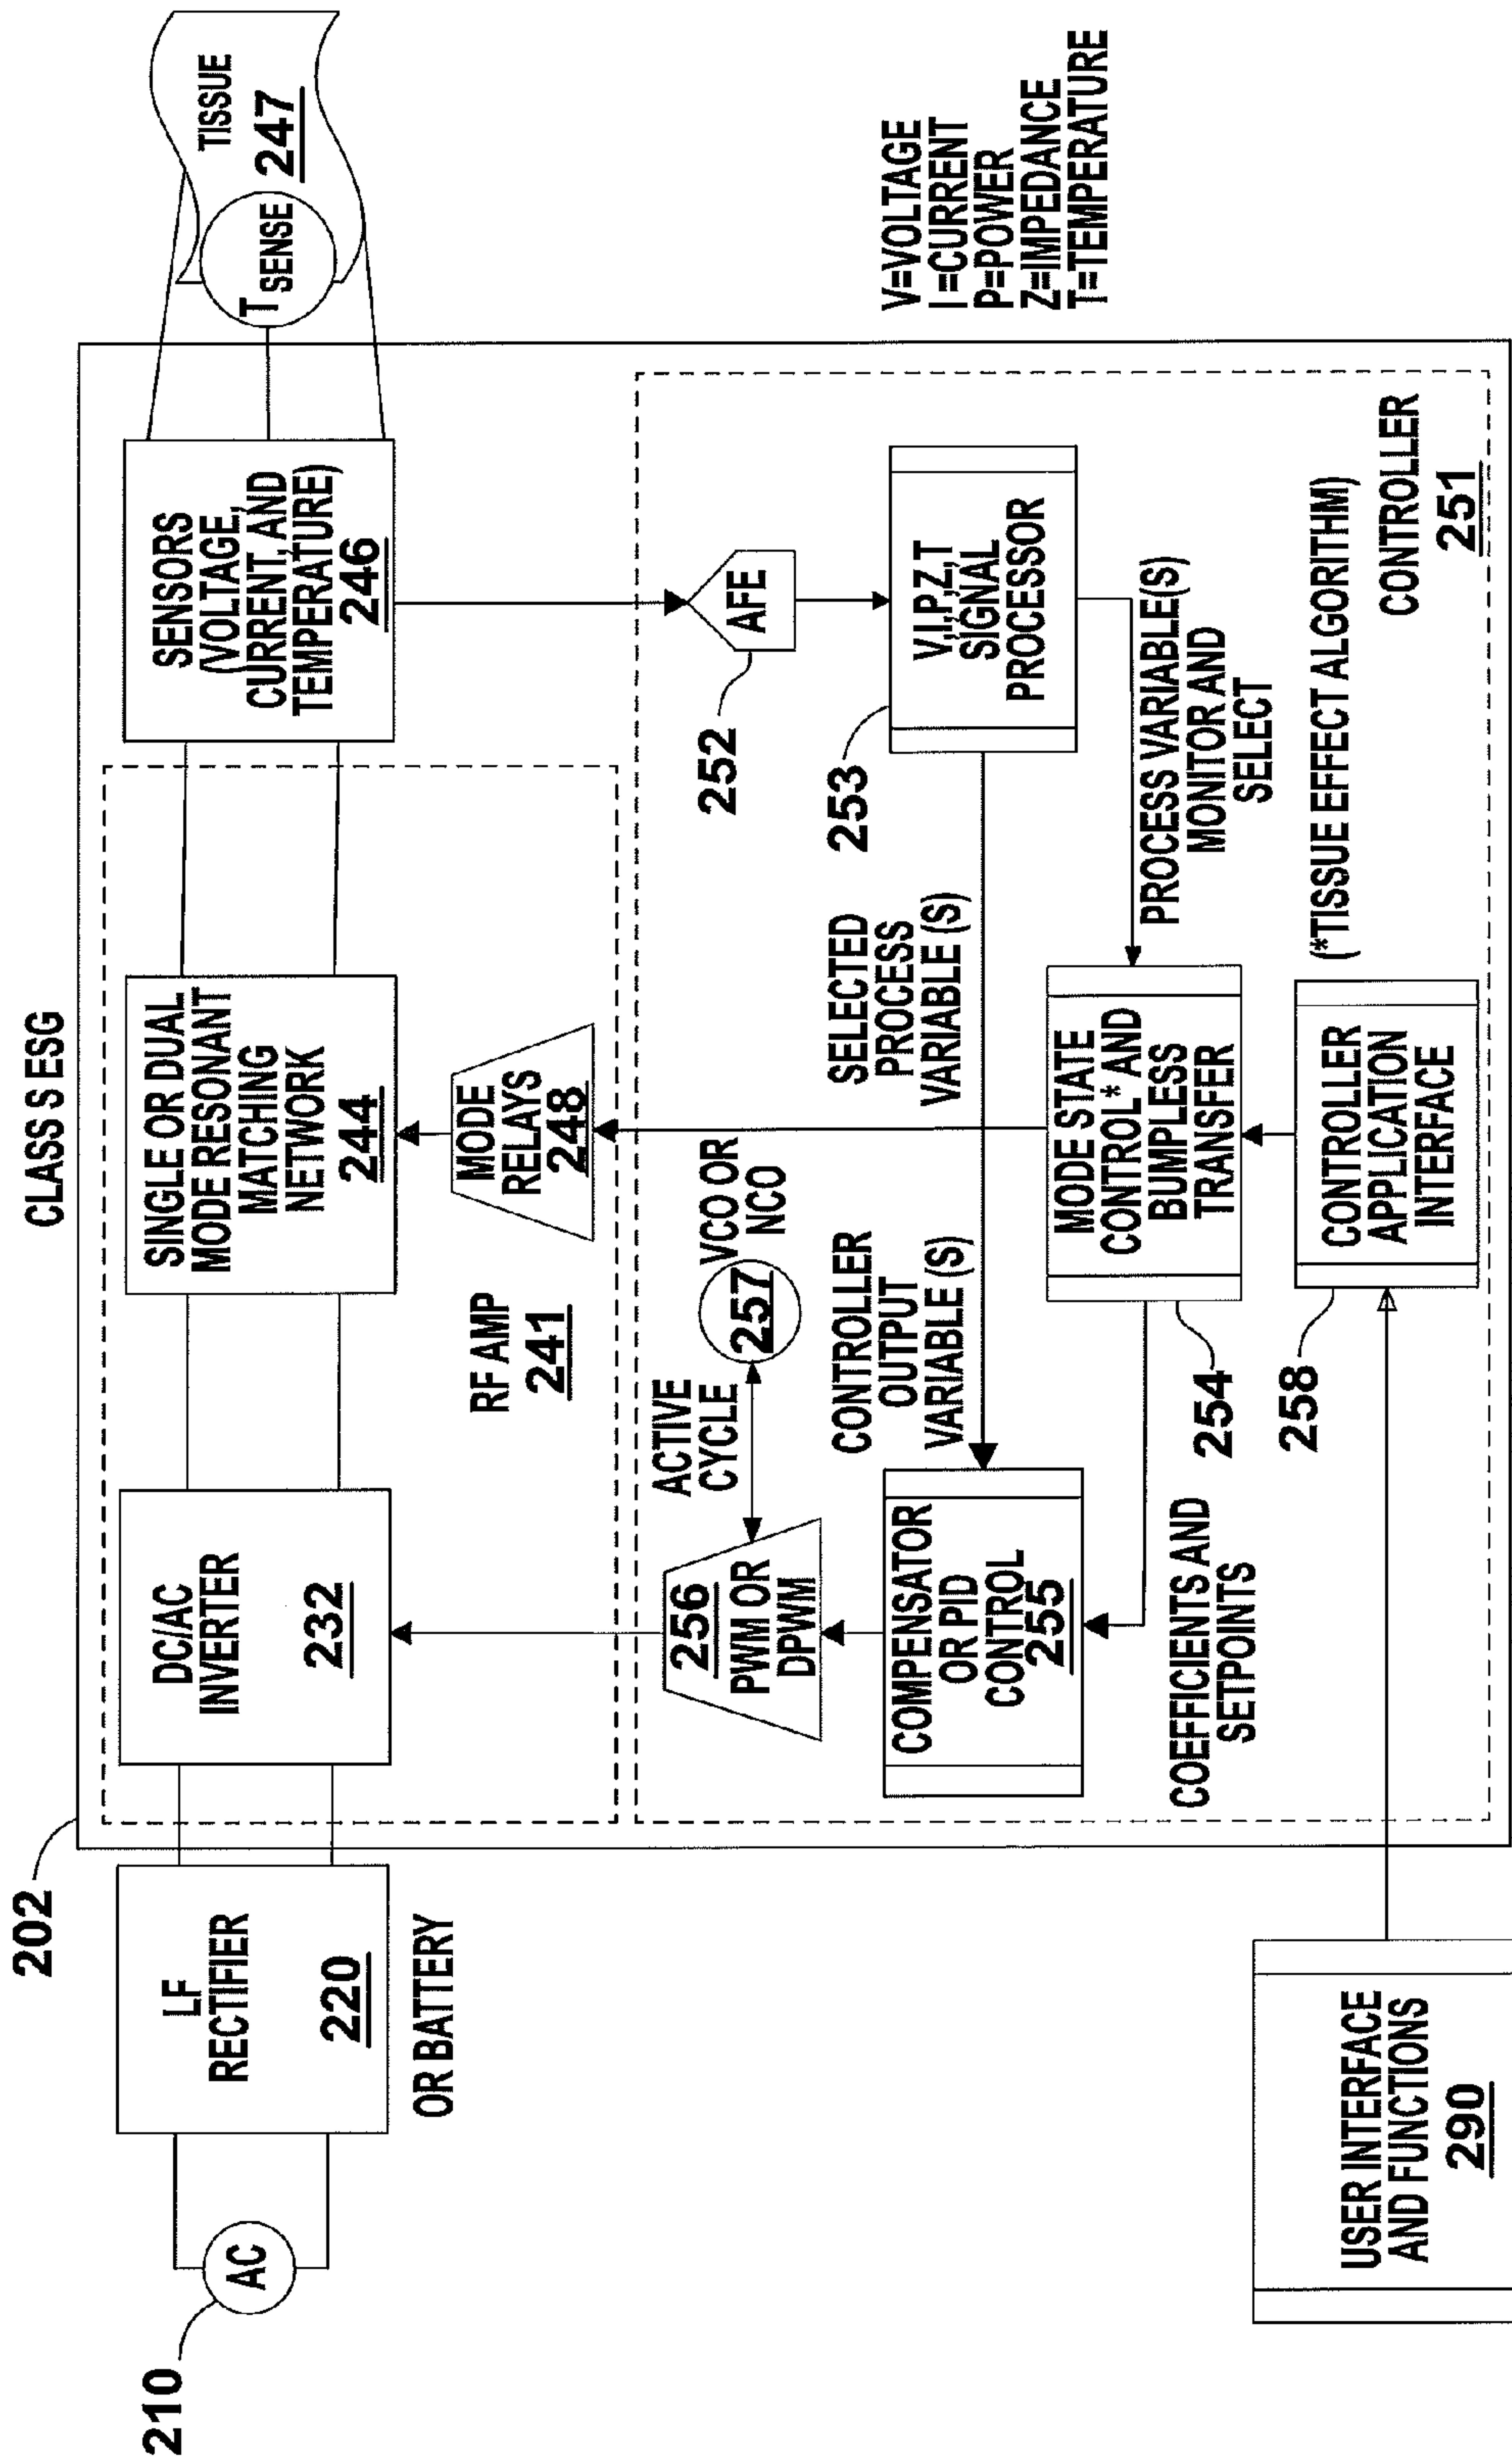 CLASS S ESG
202
210
AC
LF
RECTIFIER
220
OR BATTERY
DC/AC
INVERTER
232
SINGLE OR DUAL
MODE RESONANT
MATCHING
NETWORK
244
SENSORS
(VOLTAGE,
CURRENT, AND
TEMPERATURE)
246
TISSUE
247
T SENSE
RF AMP
241
MODE
RELAYS
248
ACTIVE
CYCLE
257
VCO OR
NCO
256
PWM OR
DPWM
252
AFE
CONTROLLER
OUTPUT
VARIABLE (S)
SELECTED
PROCESS
VARIABLE (S)
253
V,I,P,Z,T
SIGNAL
PROCESSOR
COMPENSATOR
OR PID
CONTROL
255
MODE STATE
CONTROL* AND
BUMPLESS
TRANSFER
254
PROCESS VARIABLE(S)
MONITOR AND
SELECT
COEFFICIENTS AND
SETPOINTS
258
CONTROLLER
APPLICATION
INTERFACE
(*TISSUE EFFECT ALGORITHM)
CONTROLLER
251
V=VOLTAGE
I=CURRENT
P=POWER
Z=IMPEDANCE
T=TEMPERATURE
USER INTERFACE
AND FUNCTIONS
290